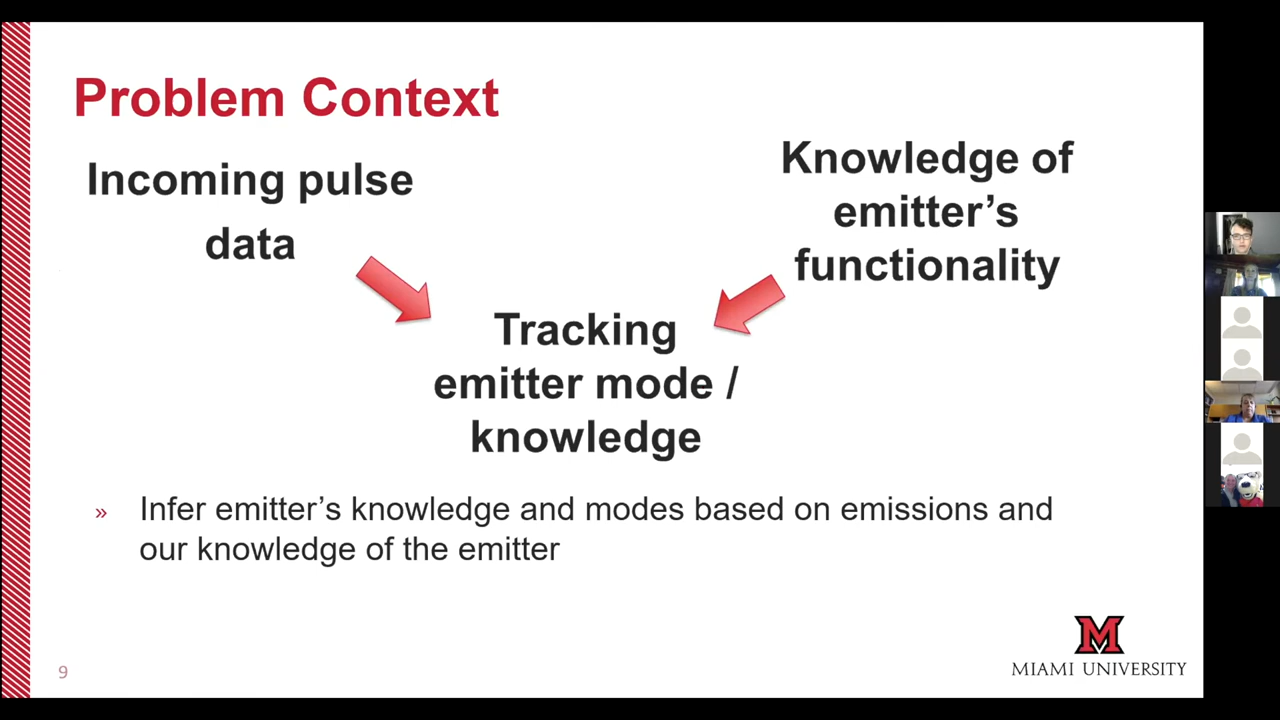 Problem Context
Incoming pulse
data
Knowledge of
emitter’s
functionality
Tracking
emitter mode /
knowledge
» Infer emitter’s knowledge and modes based on emissions and
our knowledge of the emitter
9
M
MIAMI UNIVERSITY